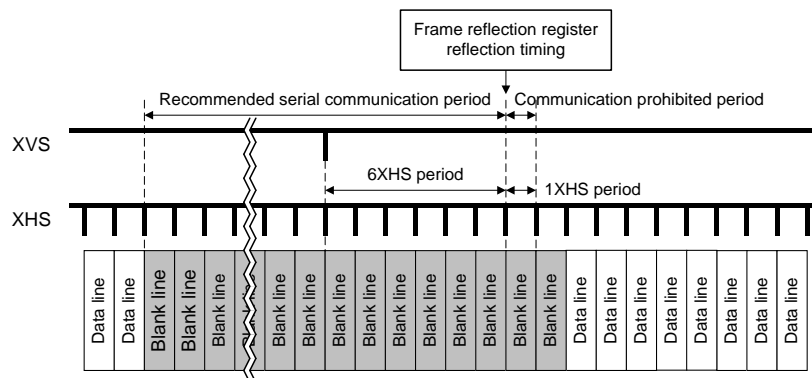 Frame reflection register
reflection timing
Recommended serial communication period
Communication prohibited period
XVS
6XHS period
1XHS period
XHS
Data line
Data line
Blank line
Blank line
Blank line
Blank line
Blank line
Blank line
Blank line
Blank line
Blank line
Blank line
Blank line
Blank line
Blank line
Data line
Data line
Data line
Data line
Data line
Data line
Data line
Data line